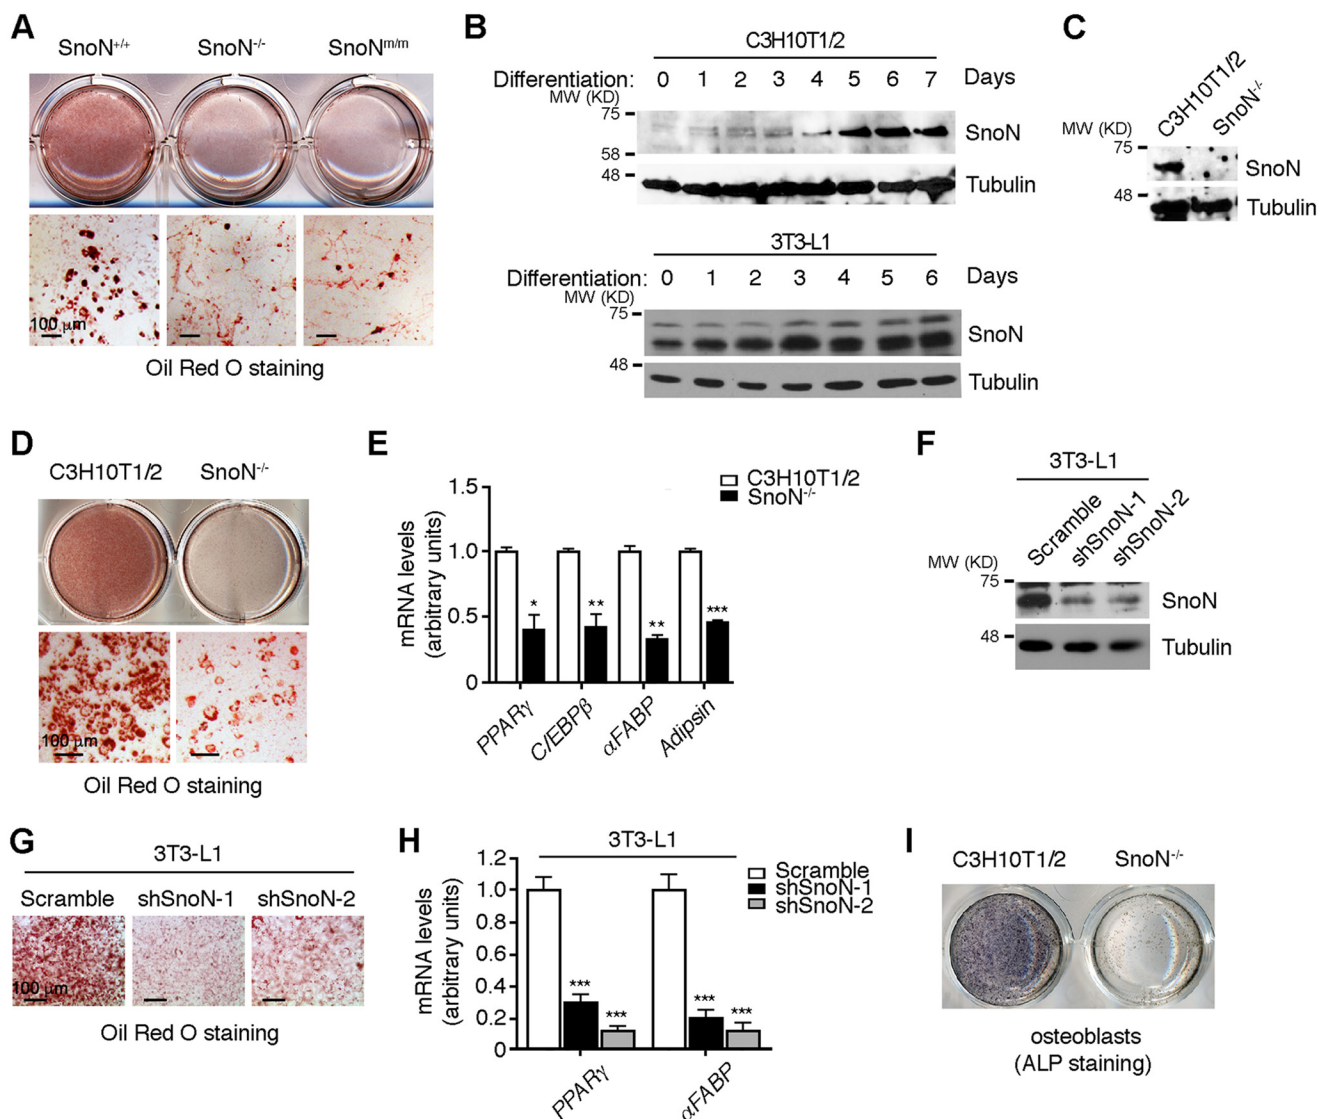 A
SnoN+/+ SnoN-/- SnoNm/m
100 μm
Oil Red O staining
B
C3H10T1/2
Differentiation: 0 1 2 3 4 5 6 7 Days
MW (KD)
75
SnoN
58
48
Tubulin
3T3-L1
Differentiation: 0 1 2 3 4 5 6 Days
MW (KD)
75
SnoN
48
Tubulin
C
C3H10T1/2 SnoN-/-
MW (KD)
75
SnoN
48
Tubulin
D
C3H10T1/2 SnoN-/-
100 μm
Oil Red O staining
E
C3H10T1/2
SnoN-/-
mRNA levels
(arbitrary units)
1.5
1.0
0.5
0
* ** ** ***
PPARγ C/EBPβ αFABP Adipsin
F
3T3-L1
Scramble shSnoN-1 shSnoN-2
MW (KD)
75
SnoN
48
Tubulin
G
3T3-L1
Scramble shSnoN-1 shSnoN-2
100 μm
Oil Red O staining
H
3T3-L1
Scramble
shSnoN-1
shSnoN-2
mRNA levels
(arbitrary units)
1.2
1.0
0.8
0.6
0.4
0.2
0
*** *** *** ***
PPARγ αFABP
I
C3H10T1/2 SnoN-/-
osteoblasts
(ALP staining)